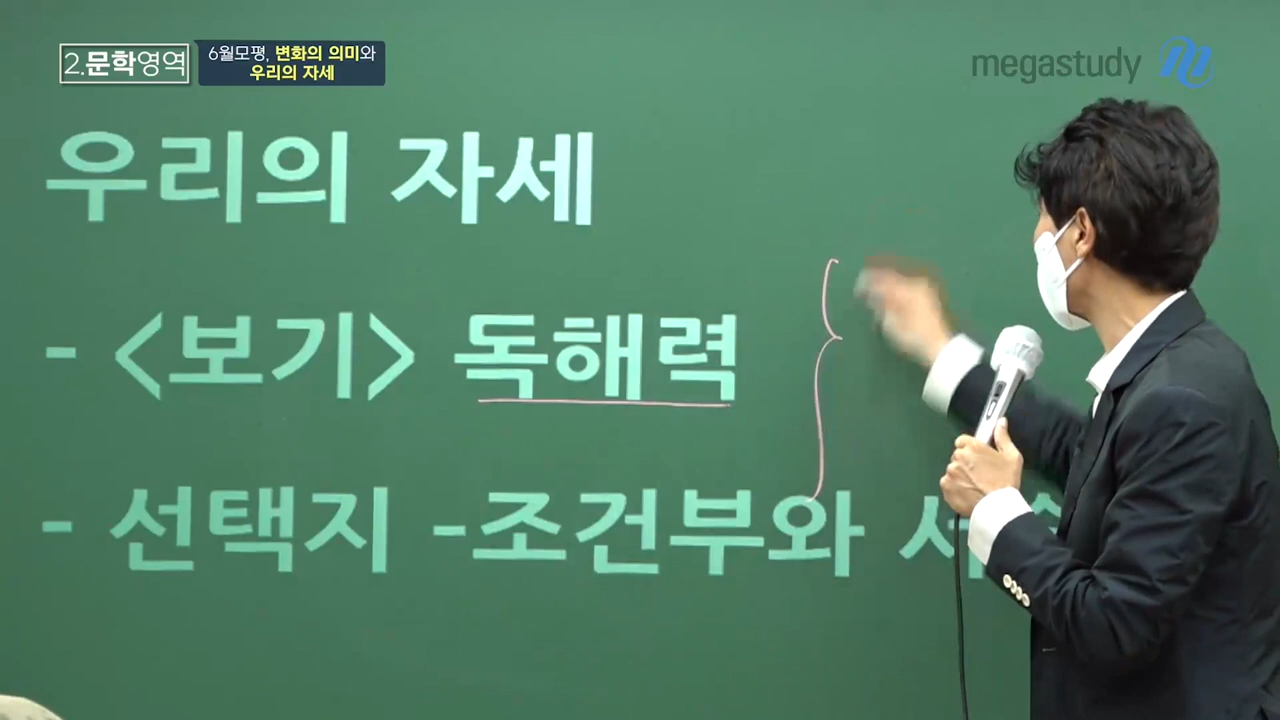 2.문학영역
6월모평, 변화의 의미와
우리의 자세
megastudy
우리의 자세
- <보기> 독해력
- 선택지 -조건부와